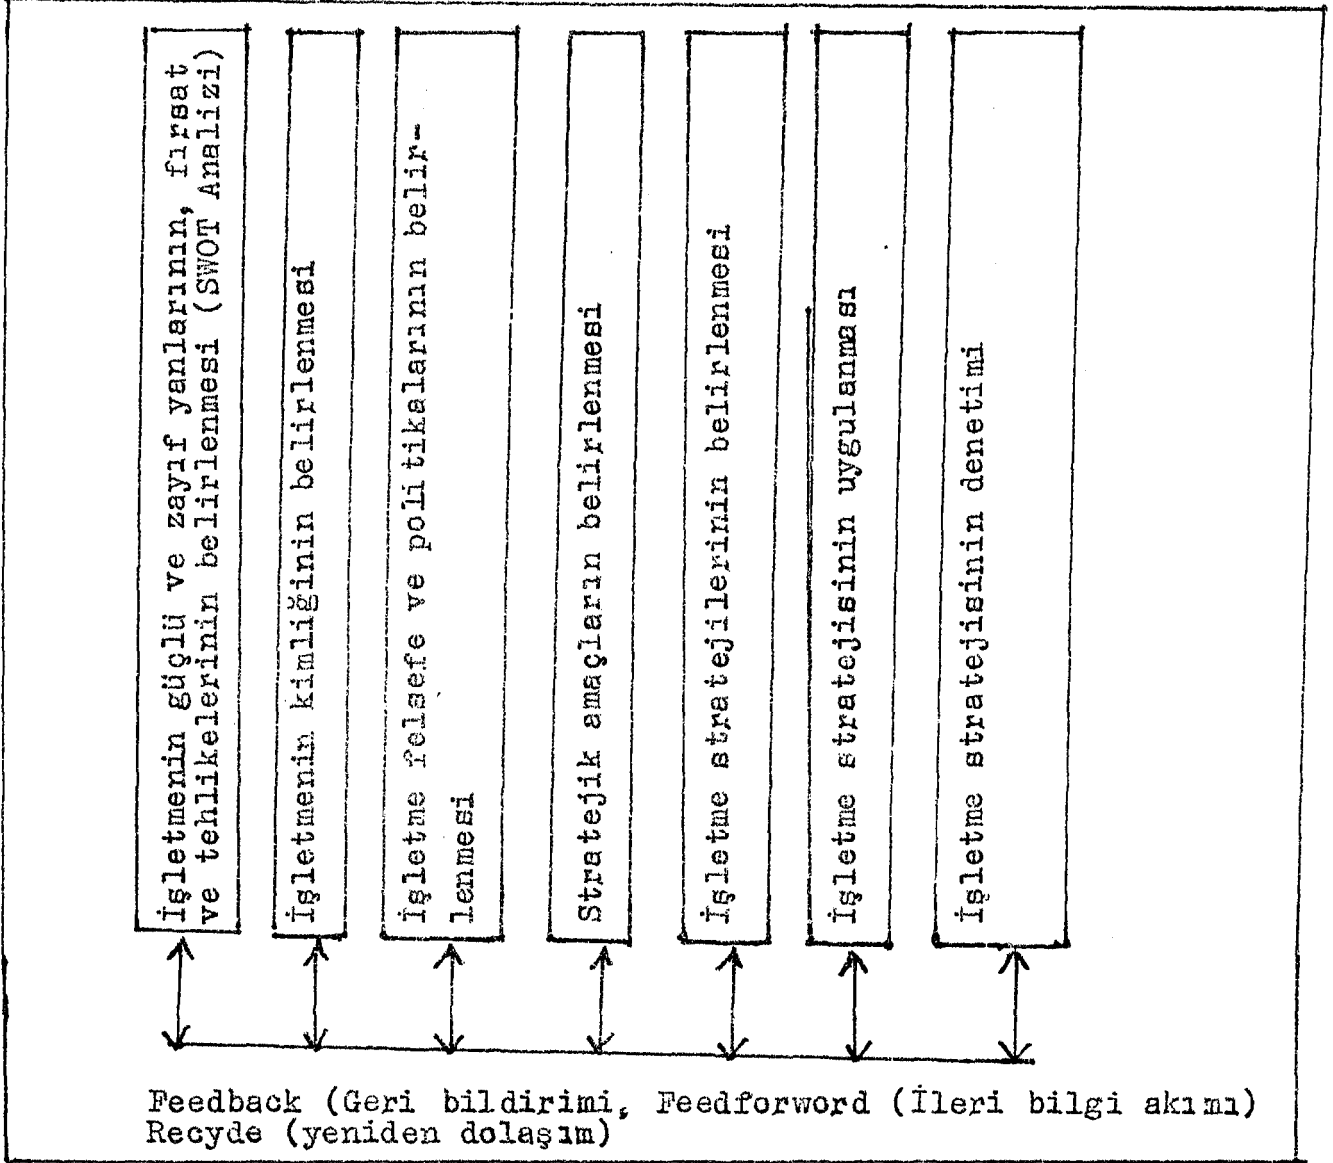 İşletmenin güçlü ve zayıf yanlarının, fırsat
ve tehlikelerinin belirlenmesi (SWOT Analizi)
İşletmenin kimliğinin belirlenmesi
İşletme felsefe ve politikalarının belir-
lenmesi
Stratejik amaçların belirlenmesi
İşletme stratejilerinin belirlenmesi
İşletme stratejisinin uygulanması
İşletme stratejisinin denetimi
Feedback (Geri bildirimi, Feedforword (İleri bilgi akımı)
Recyde (yeniden dolaşım)